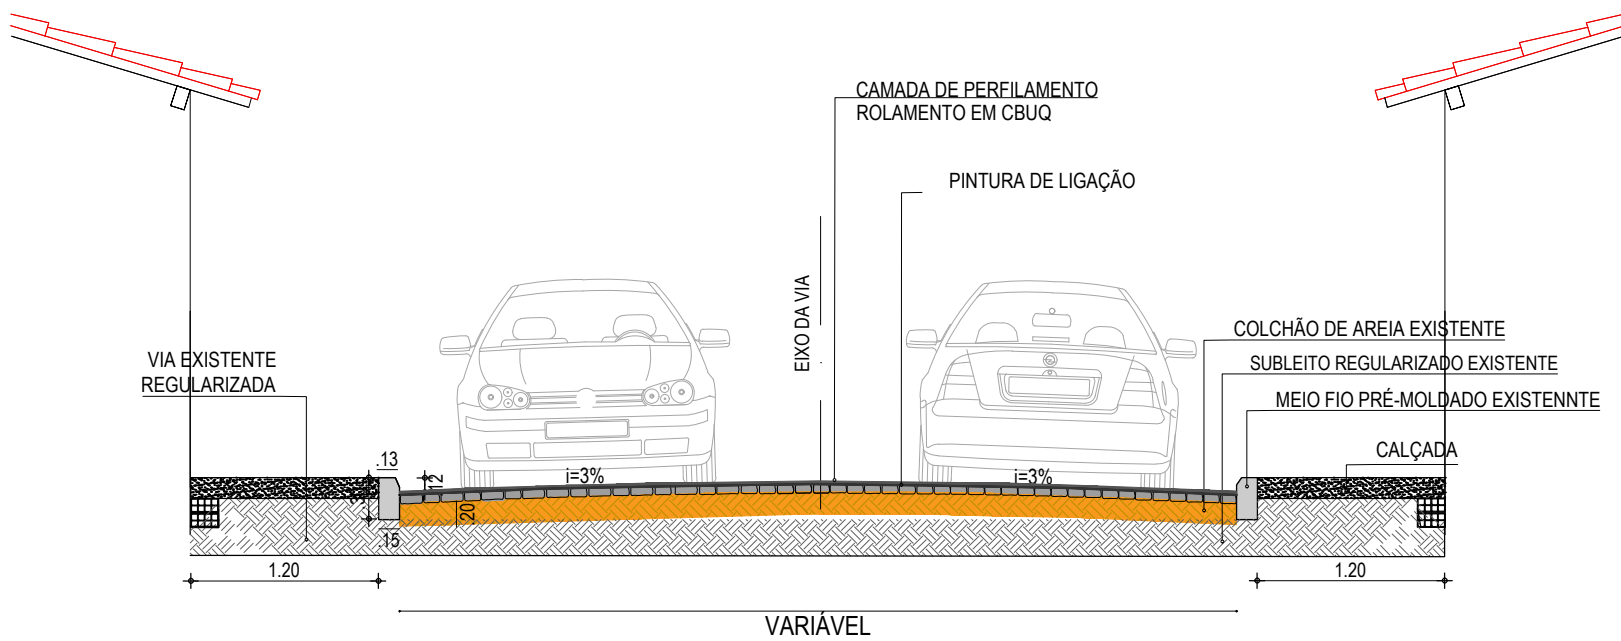 CAMADA DE PERFILAMENTO
ROLAMENTO EM CBUQ
PINTURA DE LIGAÇÃO
EIXO DA VIA
COLCHÃO DE AREIA EXISTENTE
VIA EXISTENTE
REGULARIZADA
SUBLEITO REGULARIZADO EXISTENTE
MEIO FIO PRÉ-MOLDADO EXISTENNTE
CALÇADA
.13
.12
i=3%
i=3%
.20
.15
1.20
1.20
VARIÁVEL